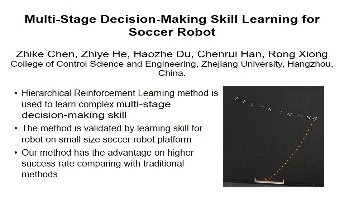 Multi-Stage Decision-Making Skill Learning for
Soccer Robot
Zhike Chen, Zhiye He, Haozhe Du, Chenrui Han, Rong Xiong
College of Control Science and Engineering, Zhejiang University, Hangzhou,
China.
• Hierarchical Reinforcement Learning method is
used to learn complex multi-stage
decision-making skill
• The method is validated by learning skill for
robot on small size soccer robot platform
• Our method has the advantage on higher
success rate comparing with traditional
methods